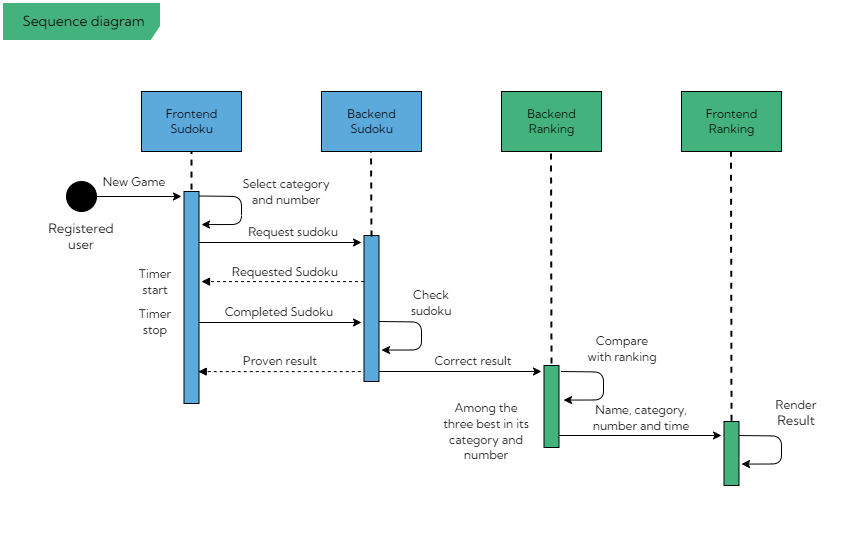 Sequence diagram
Frontend
Sudoku
Backend
Sudoku
Backend
Ranking
Frontend
Ranking
New Game
Select category
and number
Registered
user
Request sudoku
Timer
start
Requested Sudoku
Timer
stop
Completed Sudoku
Check
sudoku
Proven result
Correct result
Compare
with ranking
Among the
three best in its
category and
number
Name, category,
number and time
Render
Result